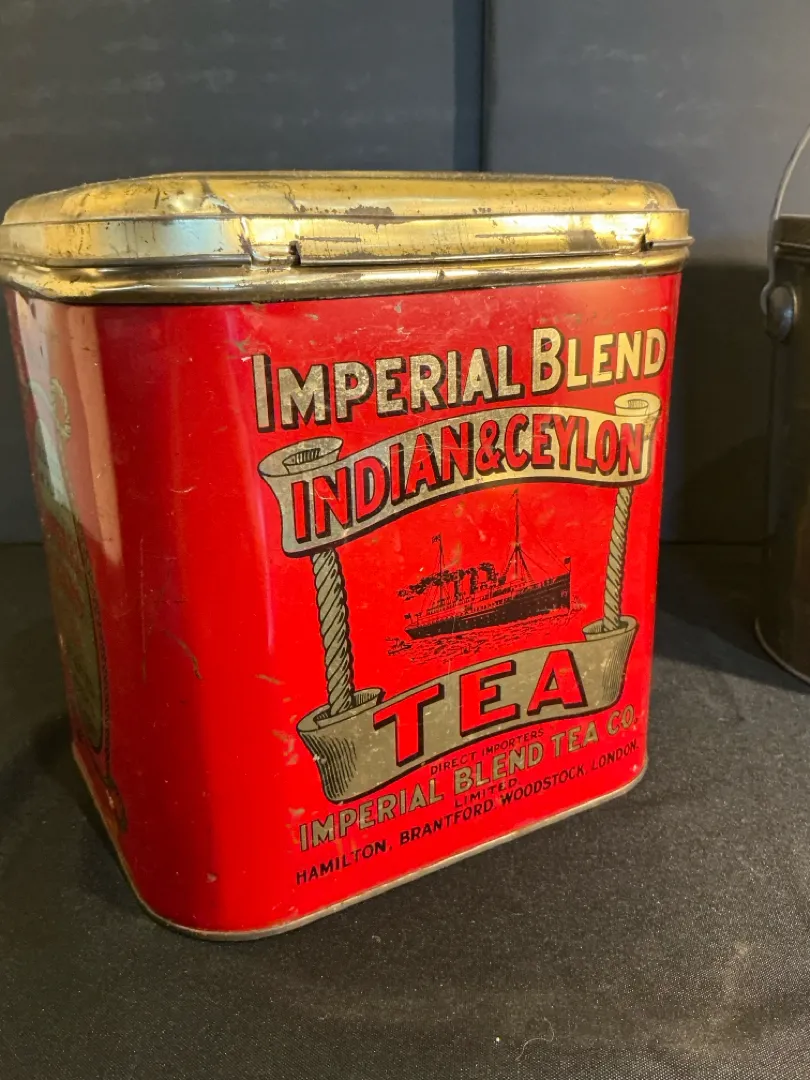 IMPERIAL BLEND
INDIAN & CEYLON
TEA
DIRECT IMPORTERS
IMPERIAL BLEND TEA CO.
LIMITED.
HAMILTON, BRANTFORD, WOODSTOCK, LONDON.